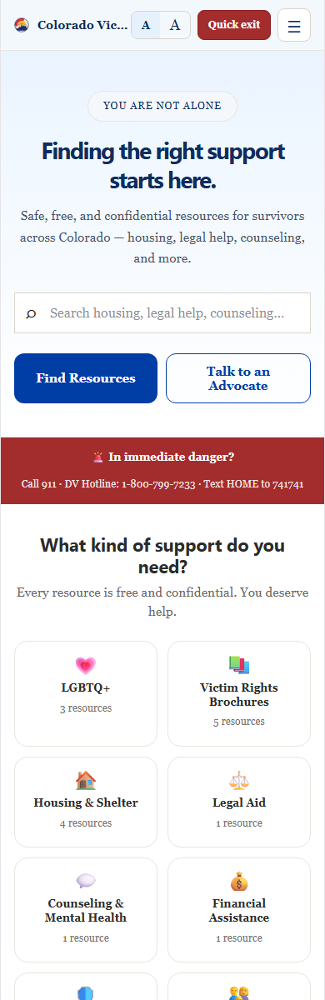 Colorado Vic...
A
A
Quick exit
YOU ARE NOT ALONE
Finding the right support
starts here.
Safe, free, and confidential resources for survivors
across Colorado — housing, legal help, counseling,
and more.
Search housing, legal help, counseling...
Find Resources
Talk to an
Advocate
In immediate danger?
Call 911 · DV Hotline: 1-800-799-7233 · Text HOME to 741741
What kind of support do you
need?
Every resource is free and confidential. You deserve
help.
LGBTQ+
3 resources
Victim Rights
Brochures
5 resources
Housing & Shelter
4 resources
Legal Aid
1 resource
Counseling &
Mental Health
1 resource
Financial
Assistance
1 resource